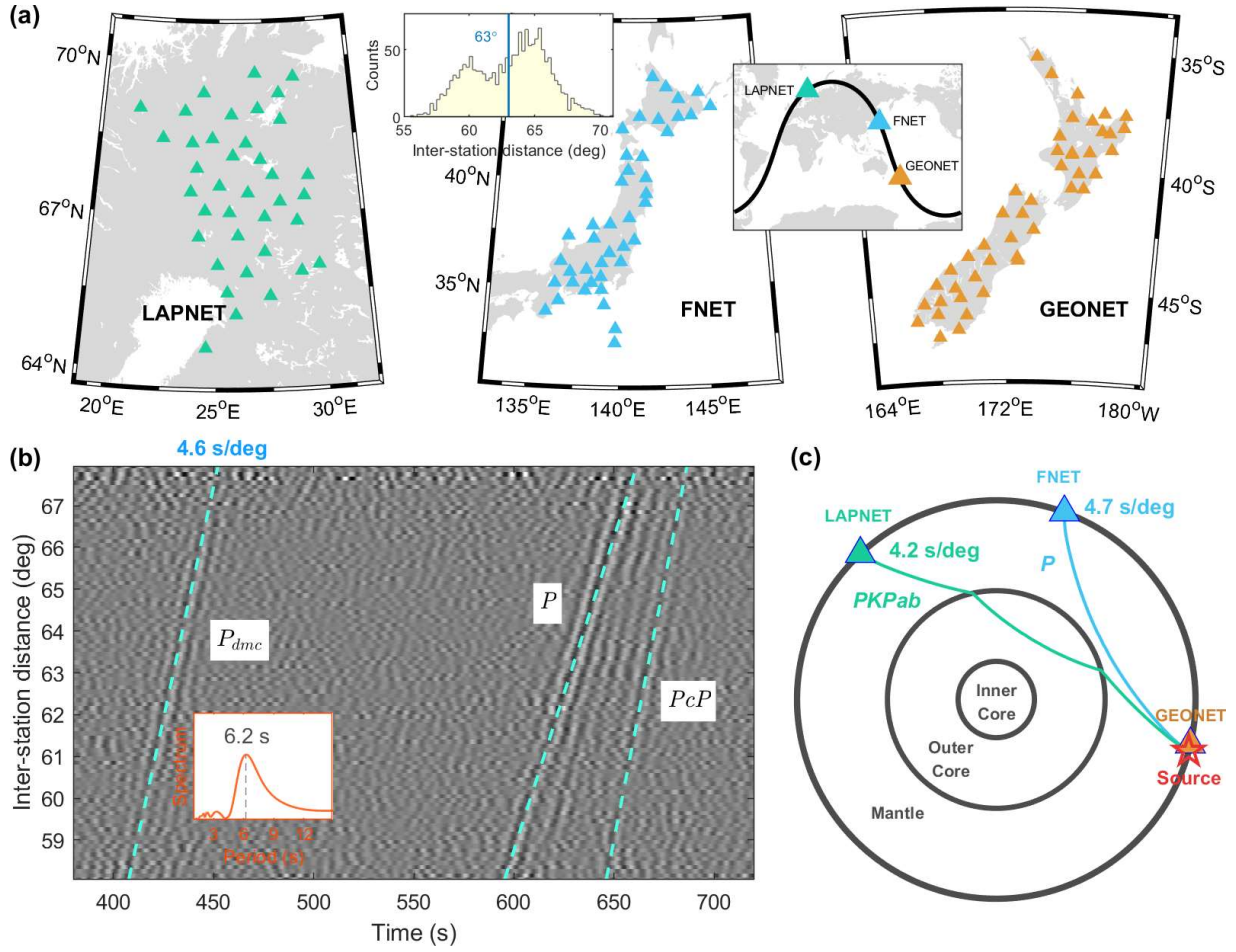 (a)
70°N
67°N
64°N
20°E
25°E
30°E
LAPNET
Counts
50
0
55
60
65
70
Inter-station distance (deg)
63°
40°N
35°N
135°E
140°E
145°E
FNET
LAPNET
FNET
GEONET
35°S
40°S
45°S
164°E
172°E
180°W
GEONET
(b)
4.6 s/deg
Inter-station distance (deg)
67
66
65
64
63
62
61
60
59
400
450
500
550
600
650
700
Time (s)
Pdmc
P
PcP
6.2 s
Spectrum
3
6
9
12
Period (s)
(c)
FNET
4.7 s/deg
LAPNET
4.2 s/deg
P
PKPab
Inner
Core
Outer
Core
Mantle
GEONET
Source